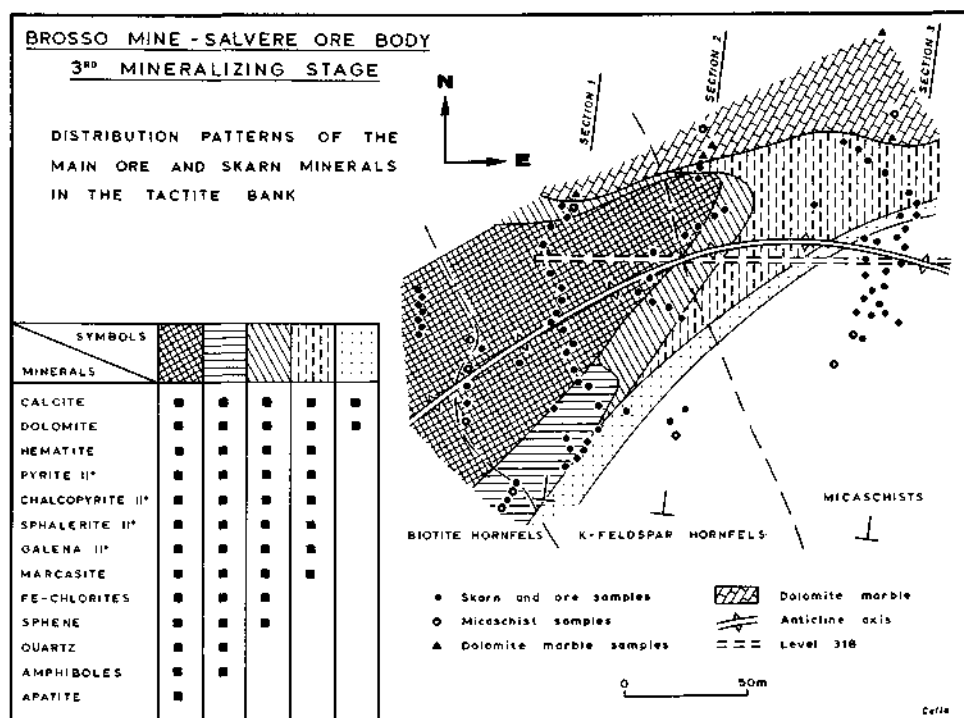 BROSSO MINE - SALVERE ORE BODY
3RD MINERALIZING STAGE
DISTRIBUTION PATTERNS OF THE
MAIN ORE AND SKARN MINERALS
IN THE TACTITE BANK
N
E
SECTION 1
SECTION 2
SECTION 3
SYMBOLS
MINERALS
CALCITE
DOLOMITE
HEMATITE
PYRITE II*
CHALCOPYRITE II*
SPHALERITE II*
GALENA II*
MARCASITE
FE-CHLORITES
SPHENE
QUARTZ
AMPHIBOLES
APATITE
BIOTITE HORNFELS
K-FELDSPAR HORNFELS
MICASCHISTS
Skarn and ore samples
Micaschist samples
Dolomite marble samples
Dolomite marble
Anticline axis
Level 318
0 50m